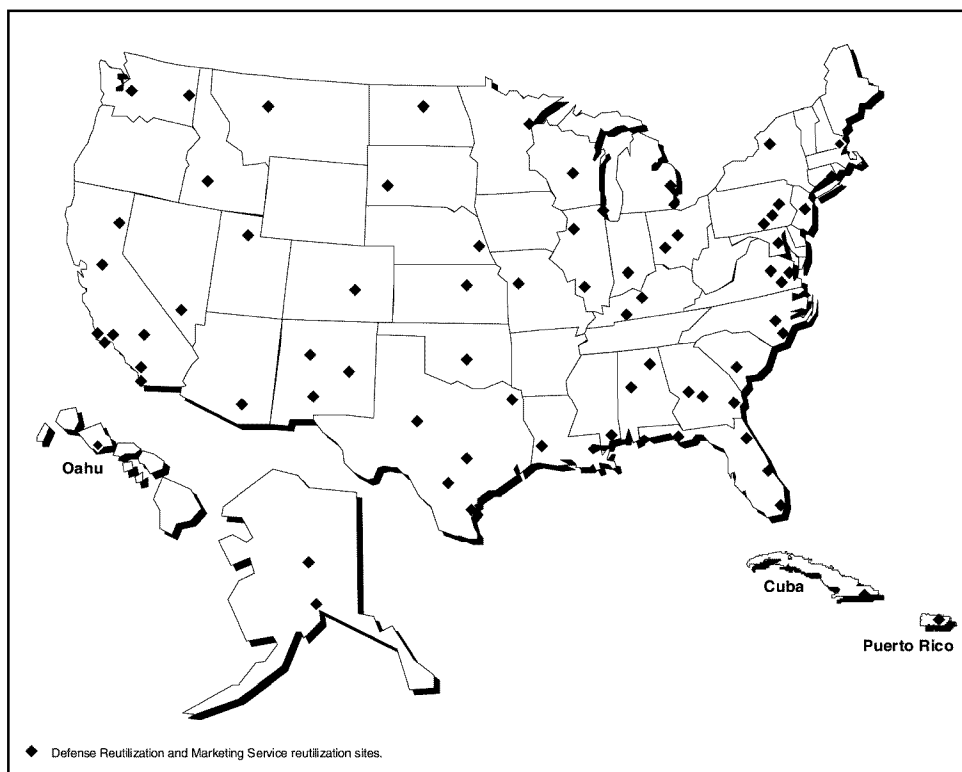 Oahu
Cuba
Puerto Rico
Defense Reutilization and Marketing Service reutilization sites.